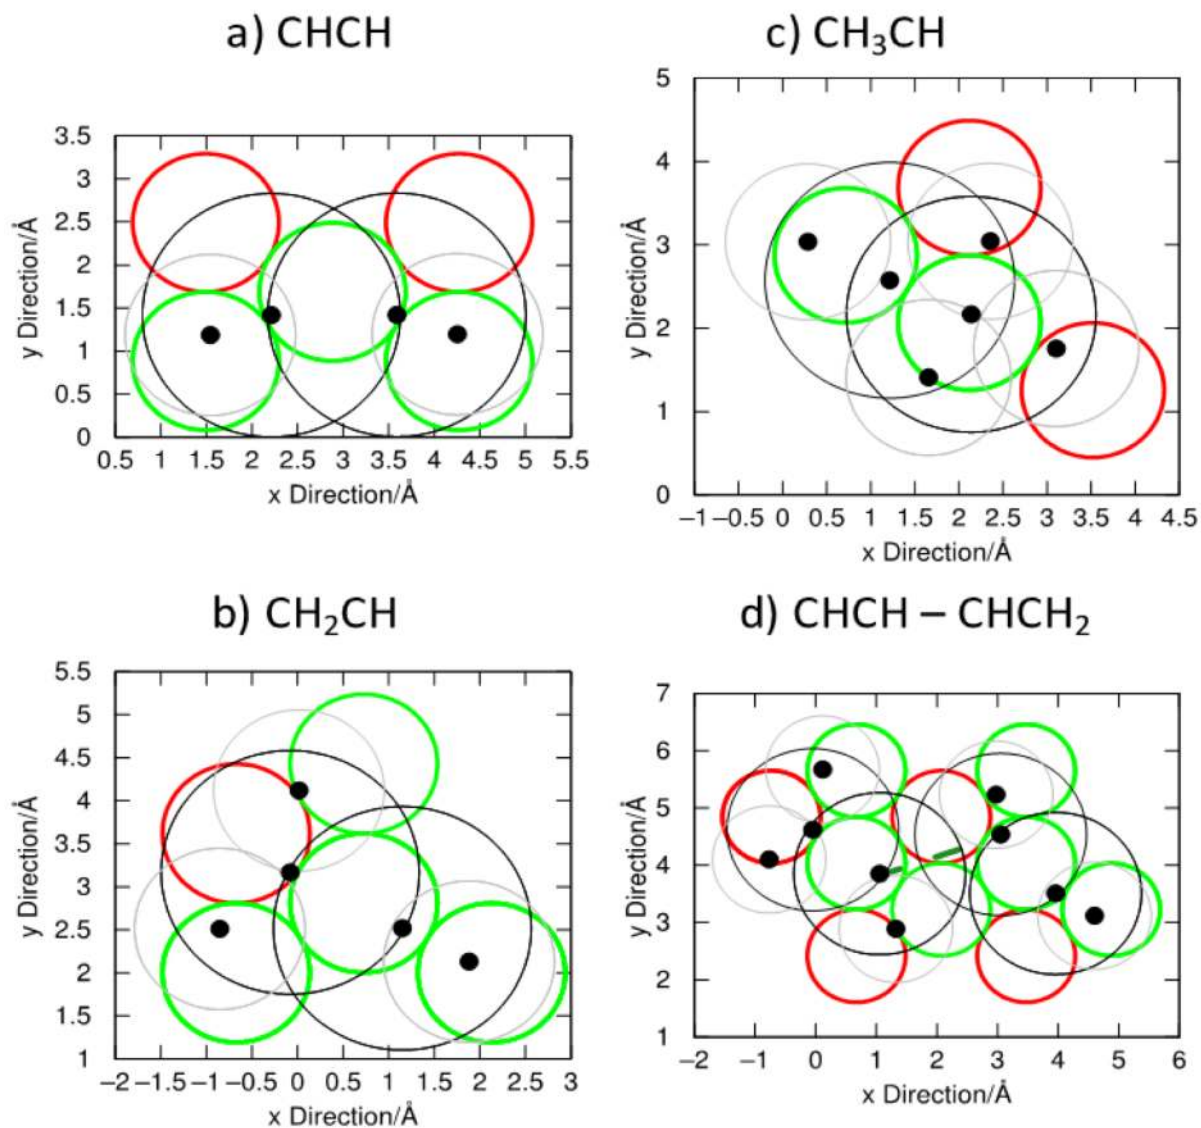 a) CHCH
3.5
3
2.5
2
1.5
1
0.5
0
y Direction/Å
0.5 1 1.5 2 2.5 3 3.5 4 4.5 5 5.5
x Direction/Å
c) CH₃CH
5
4
3
2
1
0
y Direction/Å
−1 −0.5 0 0.5 1 1.5 2 2.5 3 3.5 4 4.5
x Direction/Å
b) CH₂CH
5.5
5
4.5
4
3.5
3
2.5
2
1.5
1
y Direction/Å
−2 −1.5 −1 −0.5 0 0.5 1 1.5 2 2.5 3
x Direction/Å
d) CHCH – CHCH₂
7
6
5
4
3
2
1
y Direction/Å
−2 −1 0 1 2 3 4 5 6
x Direction/Å